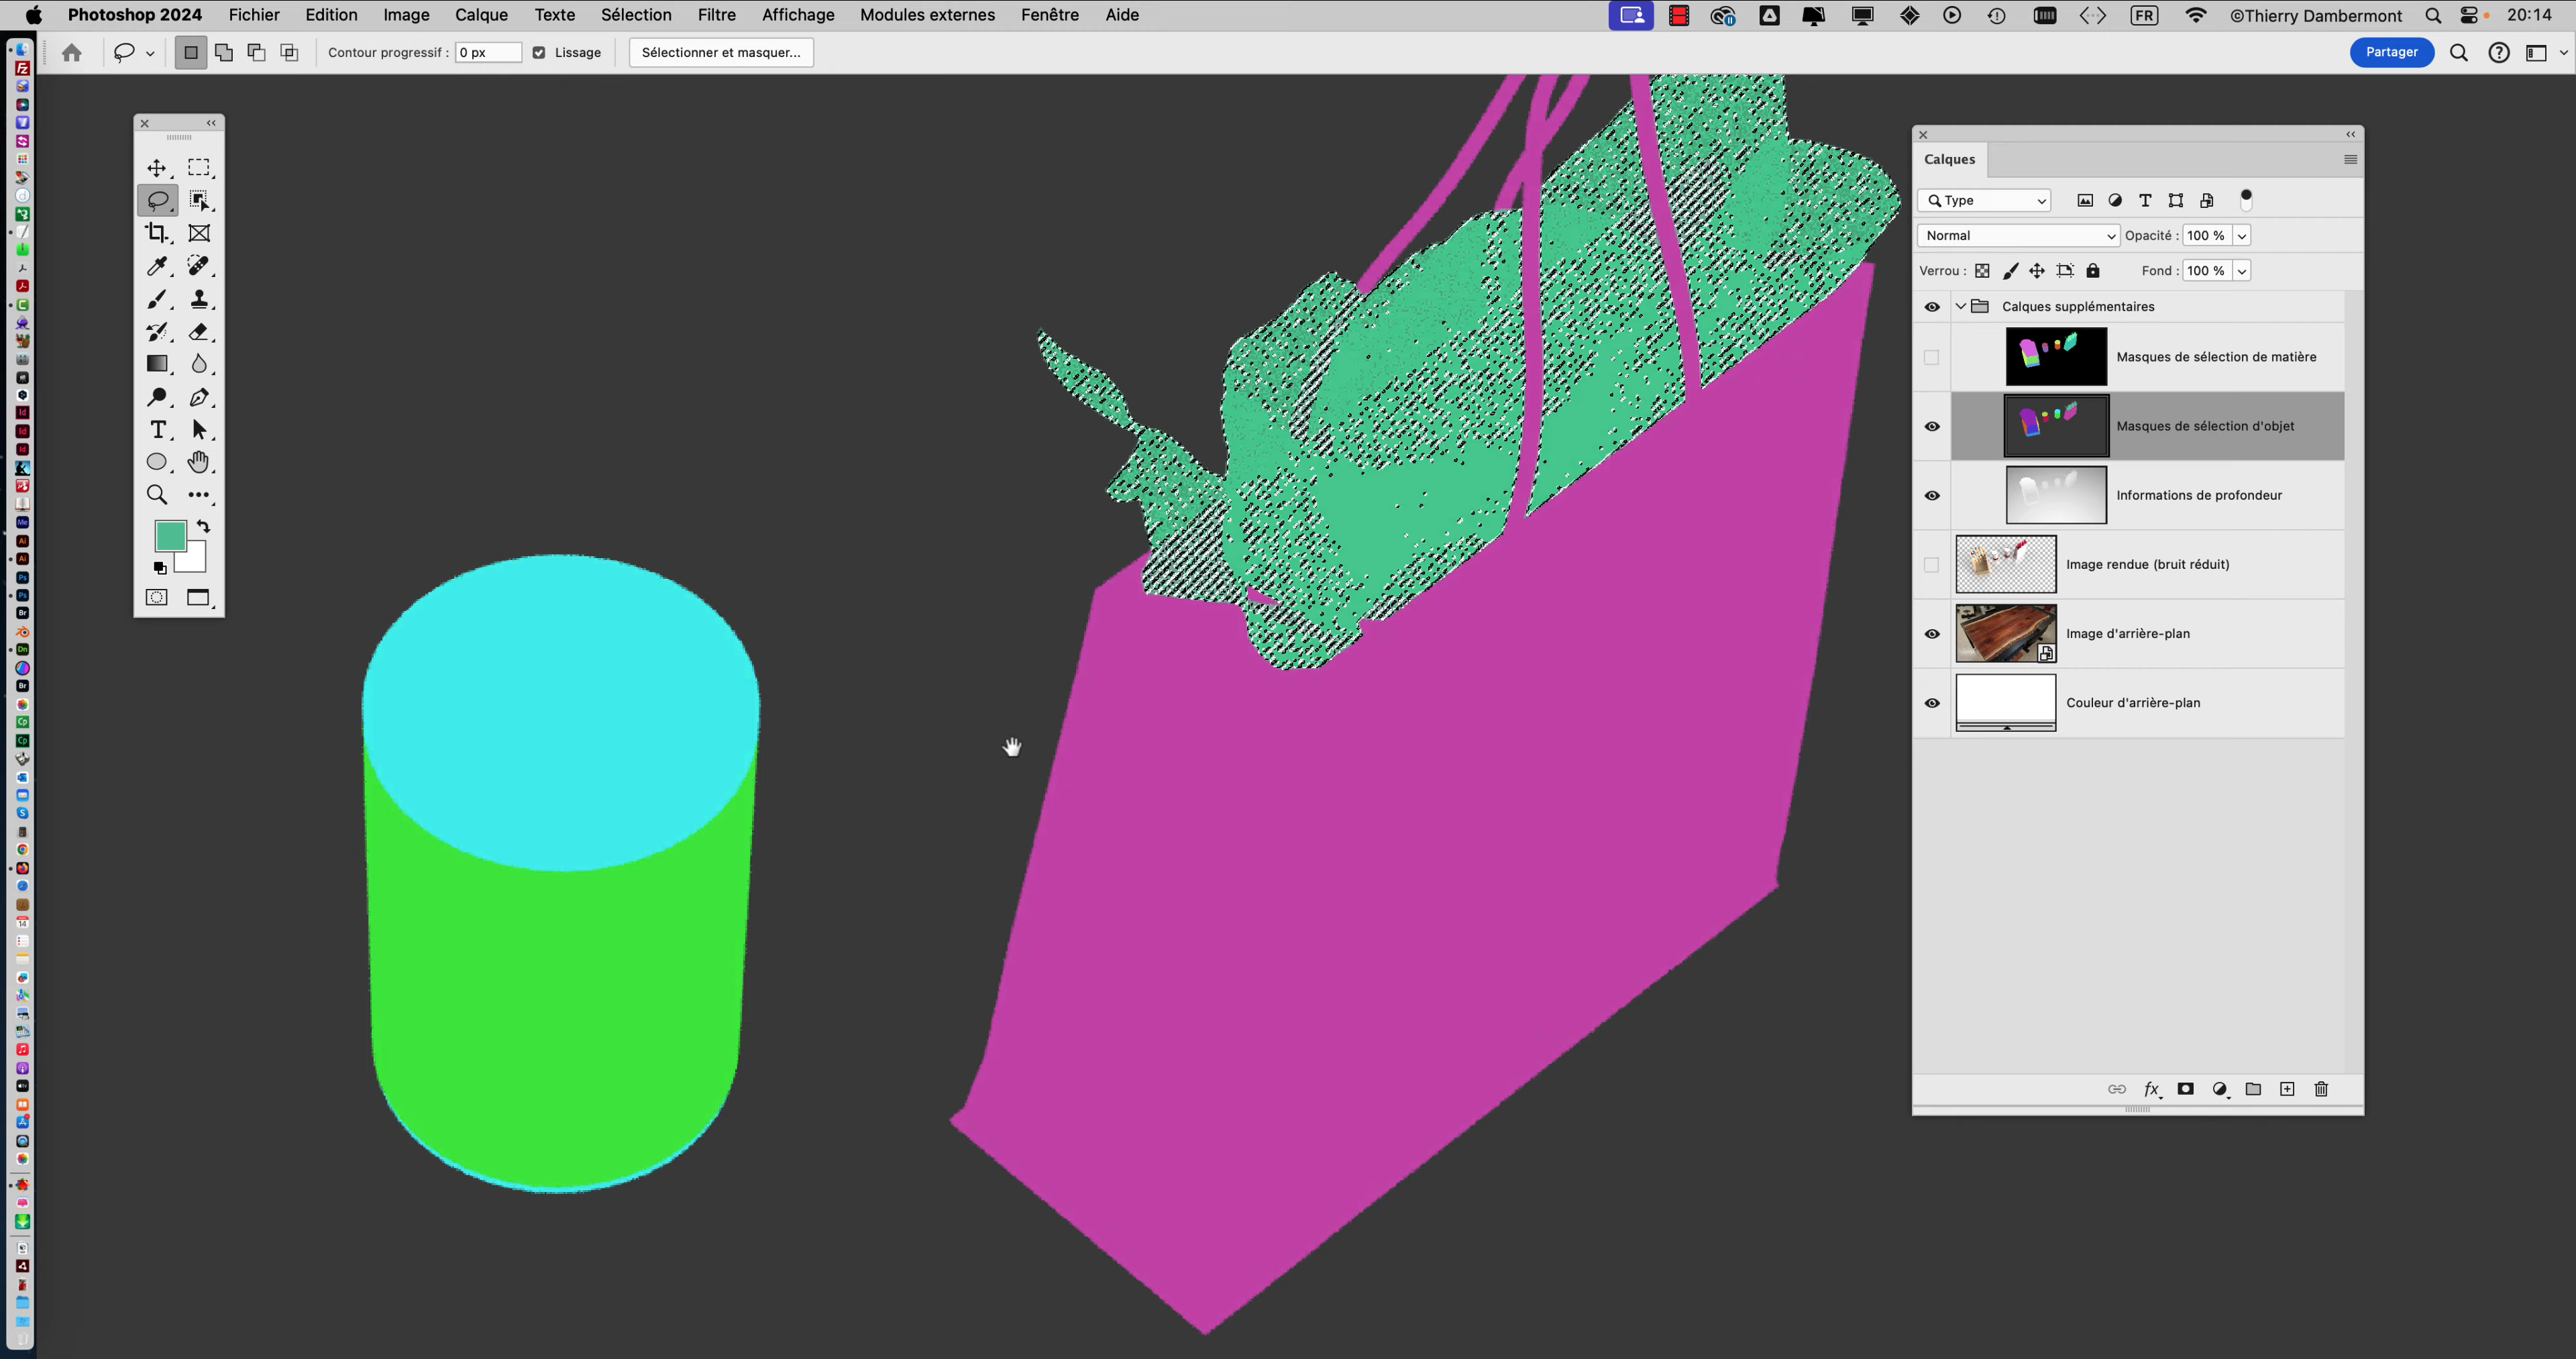 Photoshop 2024 Fichier Edition Image Calque Texte Sélection Filtre Affichage Modules externes Fenêtre Aide FR ©Thierry Dambermont 20:14
Contour progressif : 0 px Lissage Sélectionner et masquer... Partager
Calques
Type
Normal Opacité : 100 %
Verrou : Fond : 100 %
Calques supplémentaires
Masques de sélection de matière
Masques de sélection d'objet
Informations de profondeur
Image rendue (bruit réduit)
Image d'arrière-plan
Couleur d'arrière-plan
fx